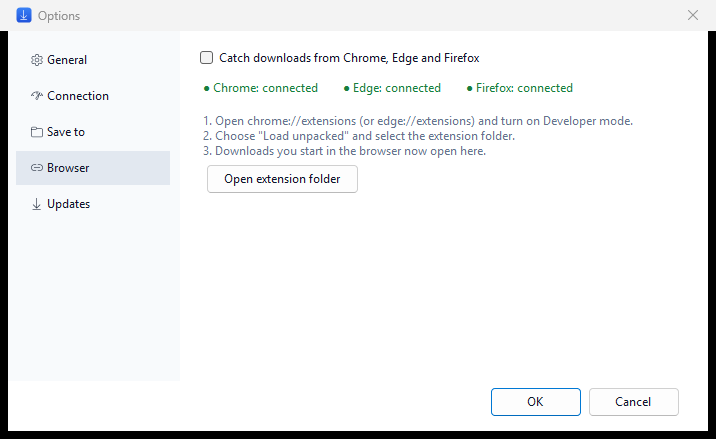 Options
General
Connection
Save to
Browser
Updates
Catch downloads from Chrome, Edge and Firefox
● Chrome: connected ● Edge: connected ● Firefox: connected
1. Open chrome://extensions (or edge://extensions) and turn on Developer mode.
2. Choose "Load unpacked" and select the extension folder.
3. Downloads you start in the browser now open here.
Open extension folder
OK Cancel